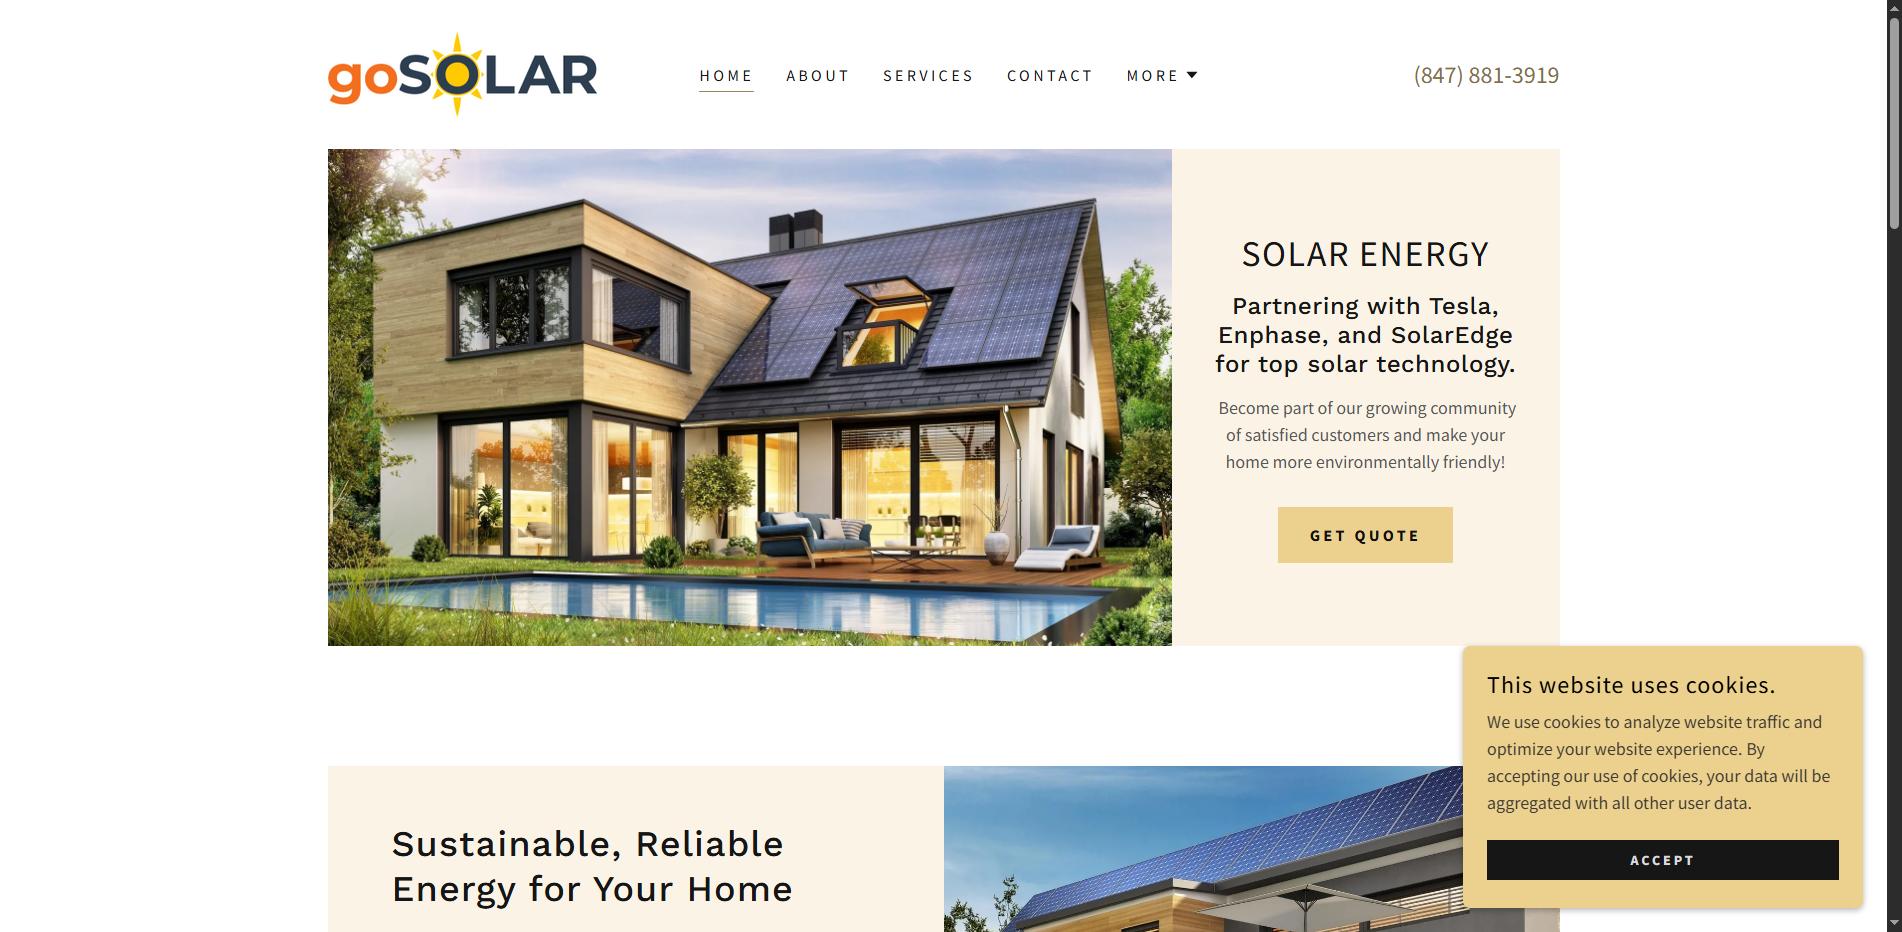 goSOLAR
HOME
ABOUT
SERVICES
CONTACT
MORE
(847) 881-3919
SOLAR ENERGY
Partnering with Tesla,
Enphase, and SolarEdge
for top solar technology.
Become part of our growing community
of satisfied customers and make your
home more environmentally friendly!
GET QUOTE
Sustainable, Reliable
Energy for Your Home
This website uses cookies.
We use cookies to analyze website traffic and
optimize your website experience. By
accepting our use of cookies, your data will be
aggregated with all other user data.
ACCEPT